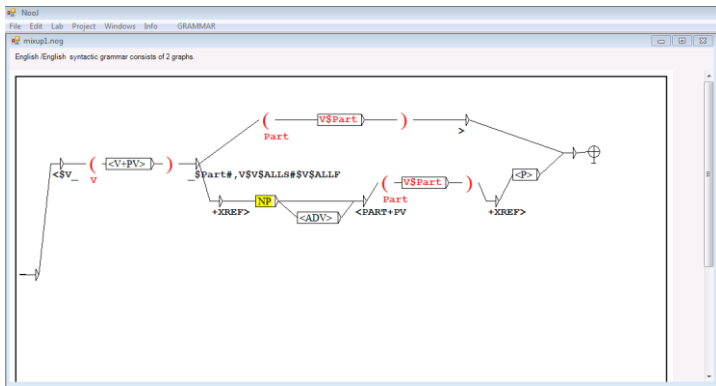 NooJ
File Edit Lab Project Windows Info GRAMMAR
mixup1.nog
English /English syntactic grammar consists of 2 graphs.
( V$Part )
Part >
<$V_ ( <V+PV> ) _$Part#,V$V$ALLS#$V$ALLF
V
( V$Part ) <P>
Part
+XREF> NP <ADV> <PART+PV +XREF>